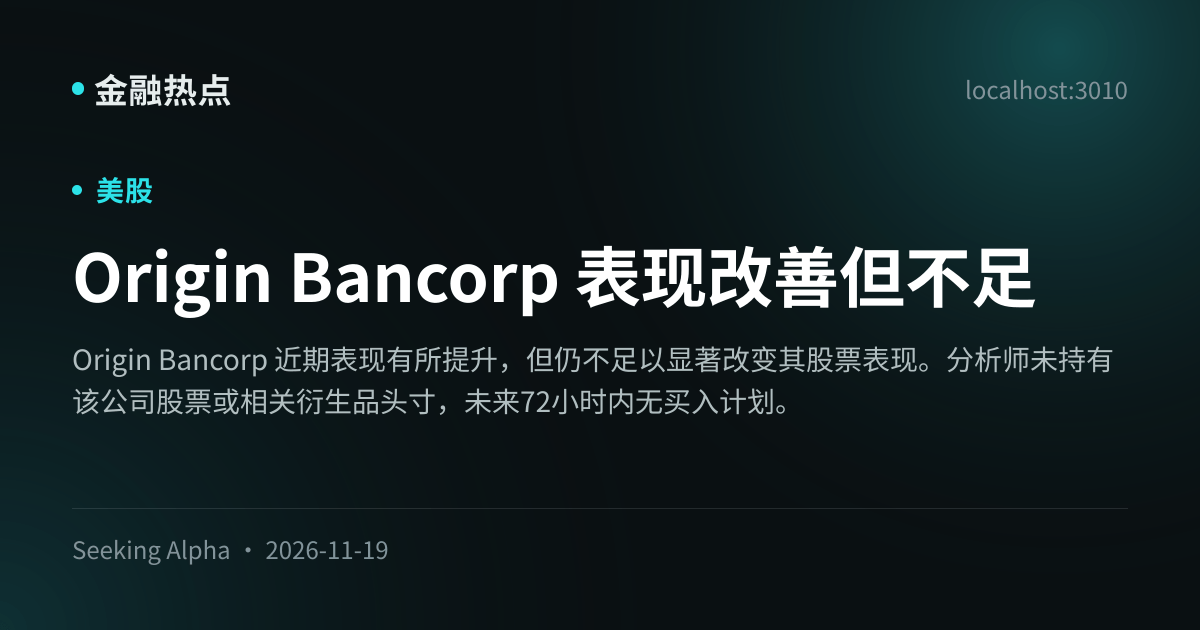 金融热点
localhost:3010
美股
Origin Bancorp 表现改善但不足
Origin Bancorp 近期表现有所提升，但仍不足以显著改变其股票表现。分析师未持有
该公司股票或相关衍生品头寸，未来72小时内无买入计划。
Seeking Alpha · 2026-11-19